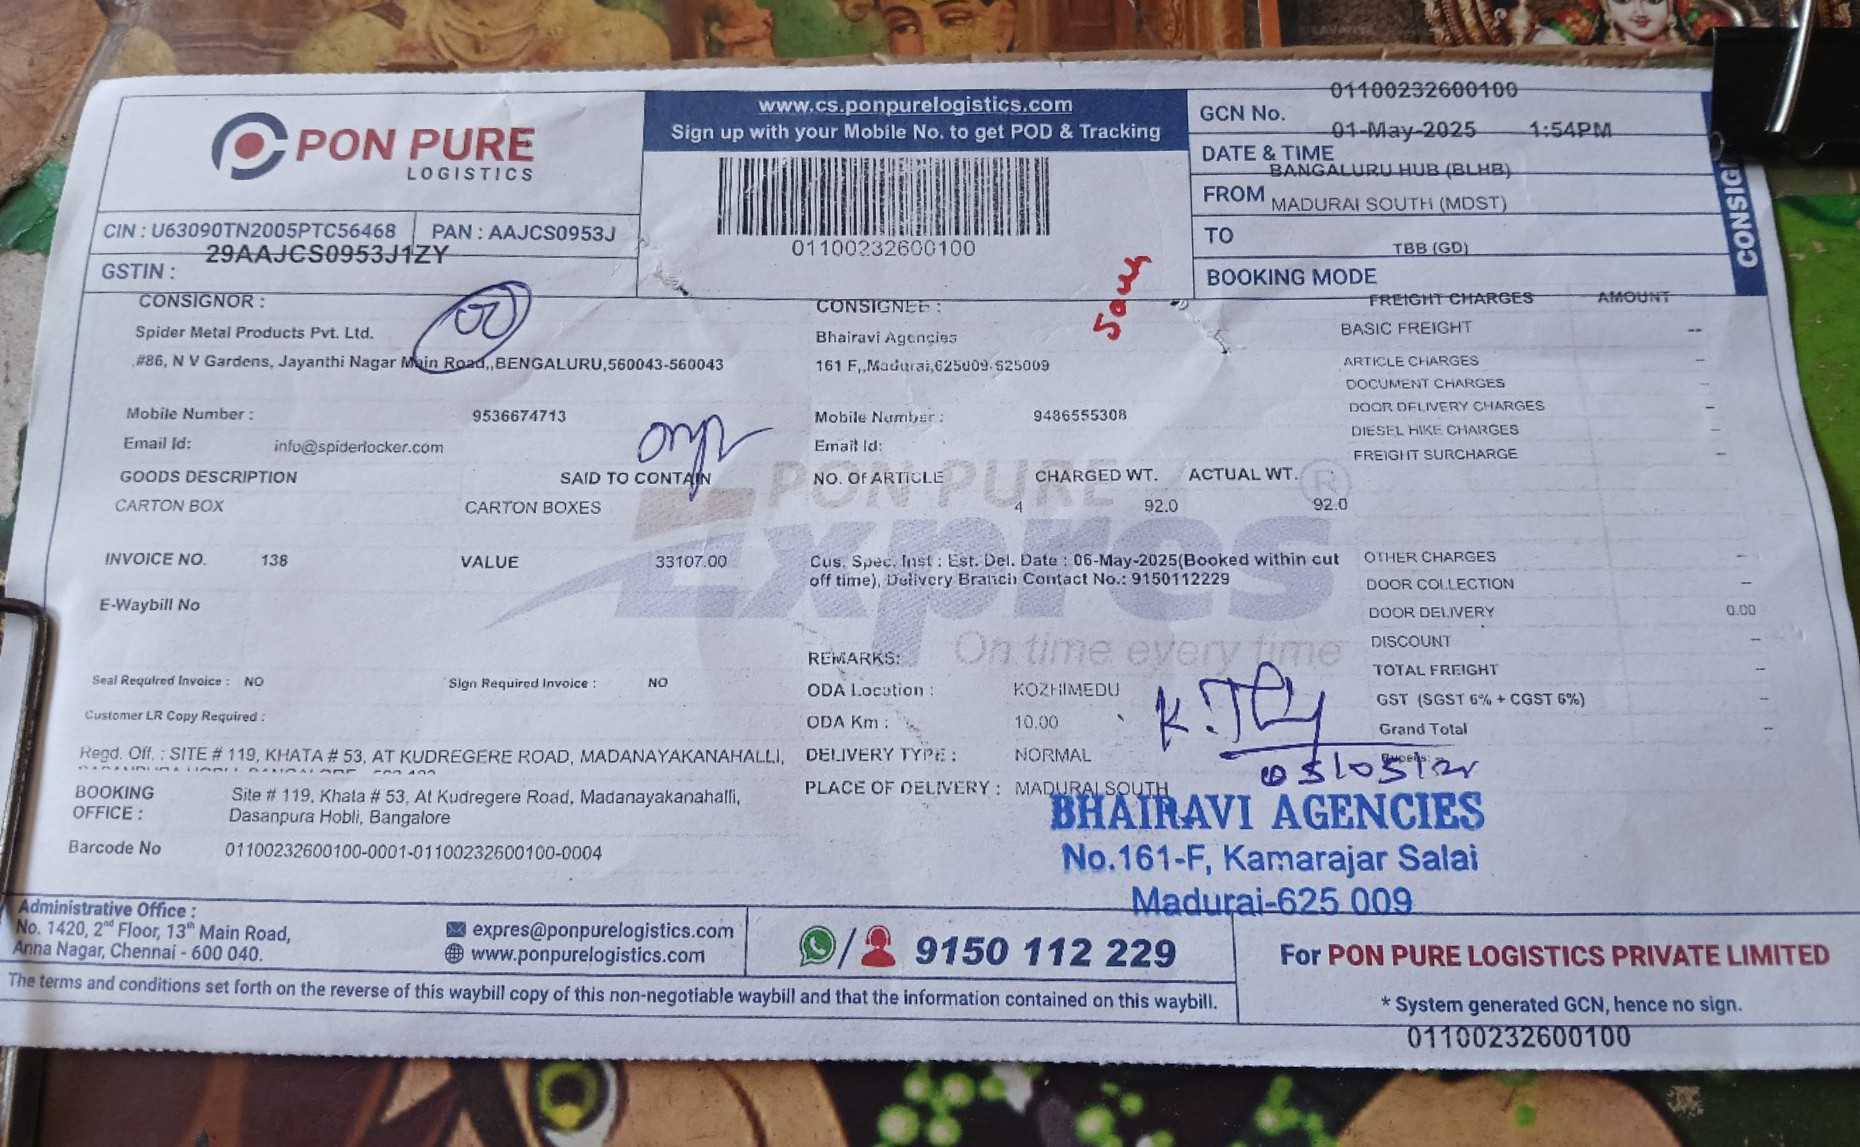 PON PURE
LOGISTICS
CIN : U63090TN2005PTC56468 PAN : AAJCS0953J
29AAJCS0953J1ZY
GSTIN :
www.cs.ponpurelogistics.com
Sign up with your Mobile No. to get POD & Tracking
01100232600100
01100232600100
GCN No.
01-May-2025 1:54PM
DATE & TIME
BANGALURU HUB (BLHB)
FROM MADURAI SOUTH (MDST)
TO
TBB (GD)
BOOKING MODE
CONSIG
CONSIGNOR :
Spider Metal Products Pvt. Ltd.
#86, N V Gardens, Jayanthi Nagar Main Road,,BENGALURU,560043-560043
Mobile Number : 9536674713
Email Id: info@spiderlocker.com
CONSIGNEE :
Bhairavi Agencies
161 F,,Madurai,625009-625009
Mobile Number : 9486555308
Email Id:
FREIGHT CHARGES AMOUNT
BASIC FREIGHT --
ARTICLE CHARGES --
DOCUMENT CHARGES --
DOOR DELIVERY CHARGES --
DIESEL HIKE CHARGES --
FREIGHT SURCHARGE --
GOODS DESCRIPTION SAID TO CONTAIN NO. Of ARTICLE CHARGED WT. ACTUAL WT.
CARTON BOX CARTON BOXES 4 92.0 92.0
PON PURE
Expres
On time every time
INVOICE NO. 138 VALUE 33107.00
Cus. Spec. Inst : Est. Del. Date : 06-May-2025(Booked within cut
off time), Delivery Branch Contact No.: 9150112229
E-Waybill No
OTHER CHARGES --
DOOR COLLECTION --
DOOR DELIVERY 0.00
DISCOUNT --
TOTAL FREIGHT --
GST (SGST 6% + CGST 6%) --
Grand Total --
Seal Required Invoice : NO Sign Required Invoice : NO
Customer LR Copy Required :
REMARKS:
ODA Location : KOZHIMEDU
ODA Km : 10.00
DELIVERY TYPE : NORMAL
PLACE OF DELIVERY : MADURAI SOUTH
Regd. Off. : SITE # 119, KHATA # 53, AT KUDREGERE ROAD, MADANAYAKANAHALLI,
BOOKING OFFICE : Site # 119, Khata # 53, At Kudregere Road, Madanayakanahalli,
Dasanpura Hobli, Bangalore
Barcode No 01100232600100-0001-01100232600100-0004
BHAIRAVI AGENCIES
No.161-F, Kamarajar Salai
Madurai-625 009
Administrative Office :
No. 1420, 2nd Floor, 13th Main Road,
Anna Nagar, Chennai - 600 040.
expres@ponpurelogistics.com
www.ponpurelogistics.com
9150 112 229
For PON PURE LOGISTICS PRIVATE LIMITED
The terms and conditions set forth on the reverse of this waybill copy of this non-negotiable waybill and that the information contained on this waybill.
* System generated GCN, hence no sign.
01100232600100